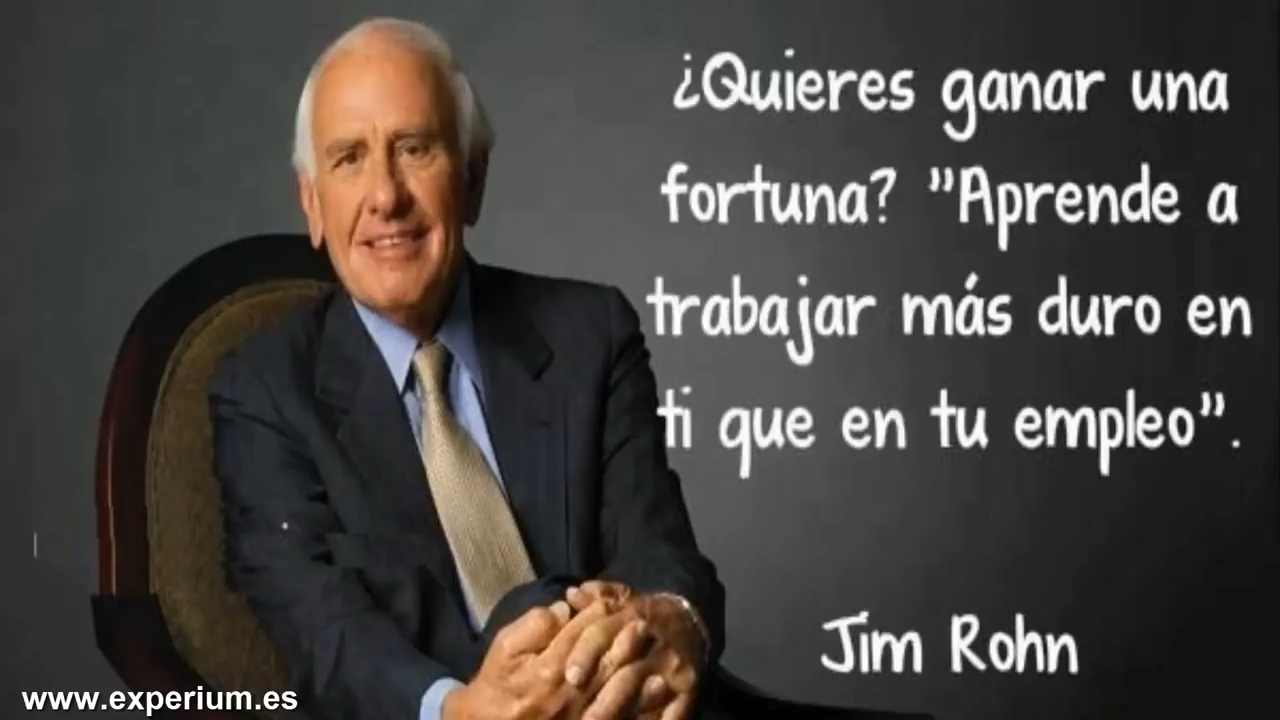 ¿Quieres ganar una
fortuna? "Aprende a
trabajar más duro en
ti que en tu empleo".
Jim Rohn
www.experium.es